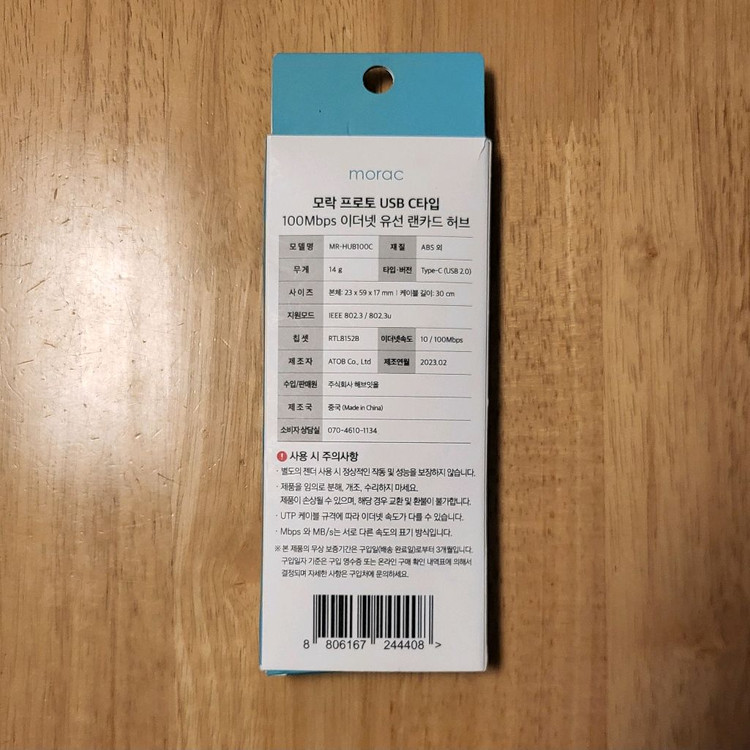 morac
모락 프로토 USB C타입
100Mbps 이더넷 유선 랜카드 허브
모델명 MR-HUB100C 재질 ABS 외
무게 14 g 타입·버전 Type-C (USB 2.0)
사이즈 본체: 23 x 59 x 17 mm | 케이블 길이: 30 cm
지원모드 IEEE 802.3 / 802.3u
칩셋 RTL8152B 이더넷속도 10 / 100Mbps
제조자 ATOB Co., Ltd 제조연월 2023.02
수입/판매원 주식회사 해브잇올
제조국 중국 (Made in China)
소비자 상담실 070-4610-1134
! 사용 시 주의사항
· 별도의 젠더 사용 시 정상적인 작동 및 성능을 보장하지 않습니다.
· 제품을 임의로 분해, 개조, 수리하지 마세요.
제품이 손상될 수 있으며, 해당 경우 교환 및 환불이 불가합니다.
· UTP 케이블 규격에 따라 이더넷 속도가 다를 수 있습니다.
· Mbps 와 MB/s는 서로 다른 속도의 표기 방식입니다.
※ 본 제품의 무상 보증기간은 구입일(배송 완료일)로부터 3개월입니다.
구입일자 기준은 구입 영수증 또는 온라인 구매 확인 내역표에 의해서
결정되며 자세한 사항은 구입처에 문의하세요.
8 806167 244408 >